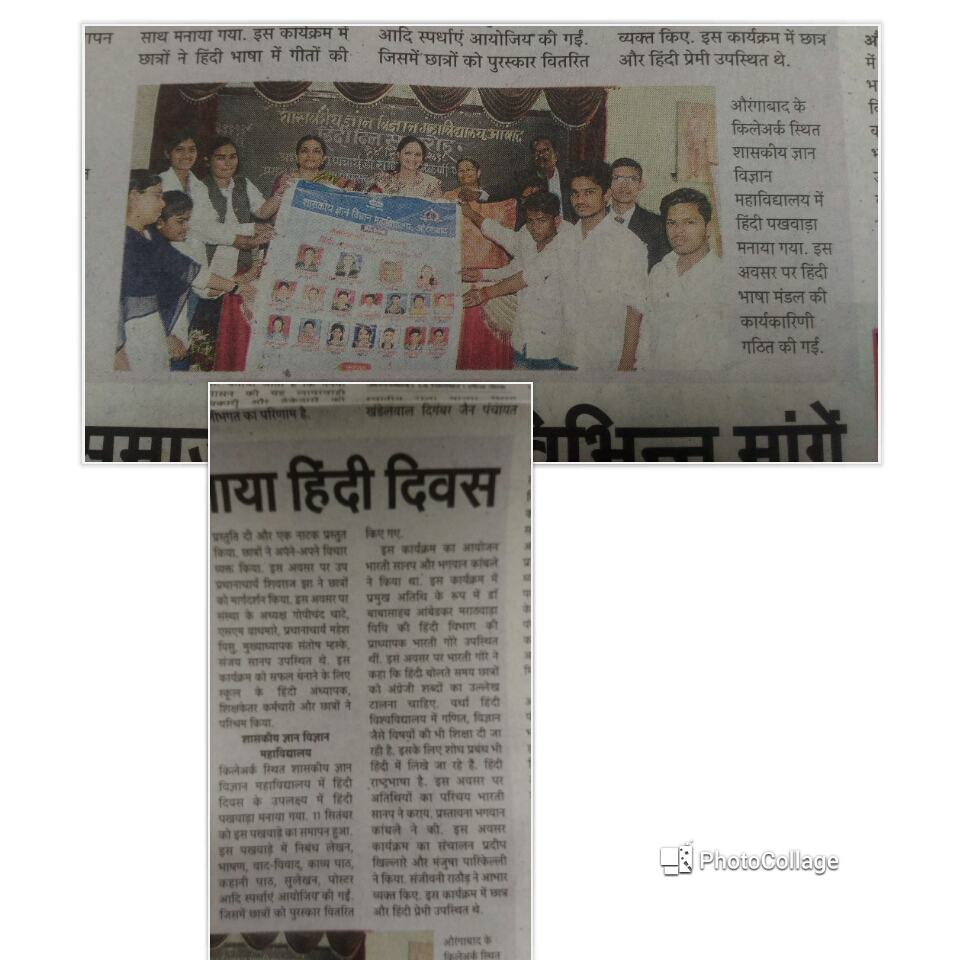 साथ मनाया गया. इस कार्यक्रम में
छात्रों ने हिंदी भाषा में गीतों की
आदि स्पर्धाएं आयोजिय की गईं.
जिसमें छात्रों को पुरस्कार वितरित
व्यक्त किए. इस कार्यक्रम में छात्र
और हिंदी प्रेमी उपस्थित थे.
शासकीय ज्ञान विज्ञान महाविद्यालय,
शासकीय ज्ञान विज्ञान महाविद्यालय, औरंगाबाद
औरंगाबाद के
किलेअर्क स्थित
शासकीय ज्ञान
विज्ञान
महाविद्यालय में
हिंदी पखवाड़ा
मनाया गया. इस
अवसर पर हिंदी
भाषा मंडल की
कार्यकारिणी
गठित की गई.
विभिन्न मांगें
का परिणाम है.
खंडेलवाल दिगंबर जैन पंचायत
हिंदी दिवस
प्रस्तुति दी और एक नाटक प्रस्तुत
किया. छात्रों ने अपने-अपने विचार
व्यक्त किया. इस अवसर पर उप
प्रधानाचार्य शिवराज झा ने छात्रों
को मार्गदर्शन किया. इस अवसर पर
संस्था के अध्यक्ष गोपीचंद चाटे,
एसएम वाघमारे, प्रधानाचार्य महेश
पिसु, मुख्याध्यापक संतोष म्हस्के,
संजय सानप उपस्थित थे. इस
कार्यक्रम को सफल बनाने के लिए
स्कूल के हिंदी अध्यापक,
शिक्षकेतर कर्मचारी और छात्रों ने
परिश्रम किया.
शासकीय ज्ञान विज्ञान
महाविद्यालय
किलेअर्क स्थित शासकीय ज्ञान
विज्ञान महाविद्यालय में हिंदी
दिवस के उपलक्ष्य में हिंदी
पखवाड़ा मनाया गया. 11 सितंबर
को इस पखवाड़े का समापन हुआ.
इस पखवाड़े में निबंध लेखन,
भाषण, वाद-विवाद, काव्य पाठ,
कहानी पाठ, सुलेखन, पोस्टर
आदि स्पर्धाएं आयोजिय की गईं.
जिसमें छात्रों को पुरस्कार वितरित
किए गए.
इस कार्यक्रम का आयोजन
भारती सानप और भगवान कांबले
ने किया था. इस कार्यक्रम में
प्रमुख अतिथि के रूप में डॉ
बाबासाहब आंबेडकर मराठवाड़ा
विवि की हिंदी विभाग की
प्राध्यापक भारती गोरे उपस्थित
थीं. इस अवसर पर भारती गोरे ने
कहा कि हिंदी बोलते समय छात्रों
को अंग्रेजी शब्दों का उल्लेख
टालना चाहिए. वर्धा हिंदी
विश्वविद्यालय में गणित, विज्ञान
जैसे विषयों की भी शिक्षा दी जा
रही है. इसके लिए शोध प्रबंध भी
हिंदी में लिखे जा रहे हैं. हिंदी
राष्ट्रभाषा है. इस अवसर पर
अतिथियों का परिचय भारती
सानप ने कराय. प्रस्तावना भगवान
कांबले ने की. इस अवसर
कार्यक्रम का संचालन प्रदीप
खिल्लारे और मंजुषा पारिकेल्ली
ने किया. संजीवनी राठौड़ ने आभार
व्यक्त किए. इस कार्यक्रम में छात्र
और हिंदी प्रेमी उपस्थित थे.
औरंगाबाद के
किलेअर्क स्थित
PhotoCollage